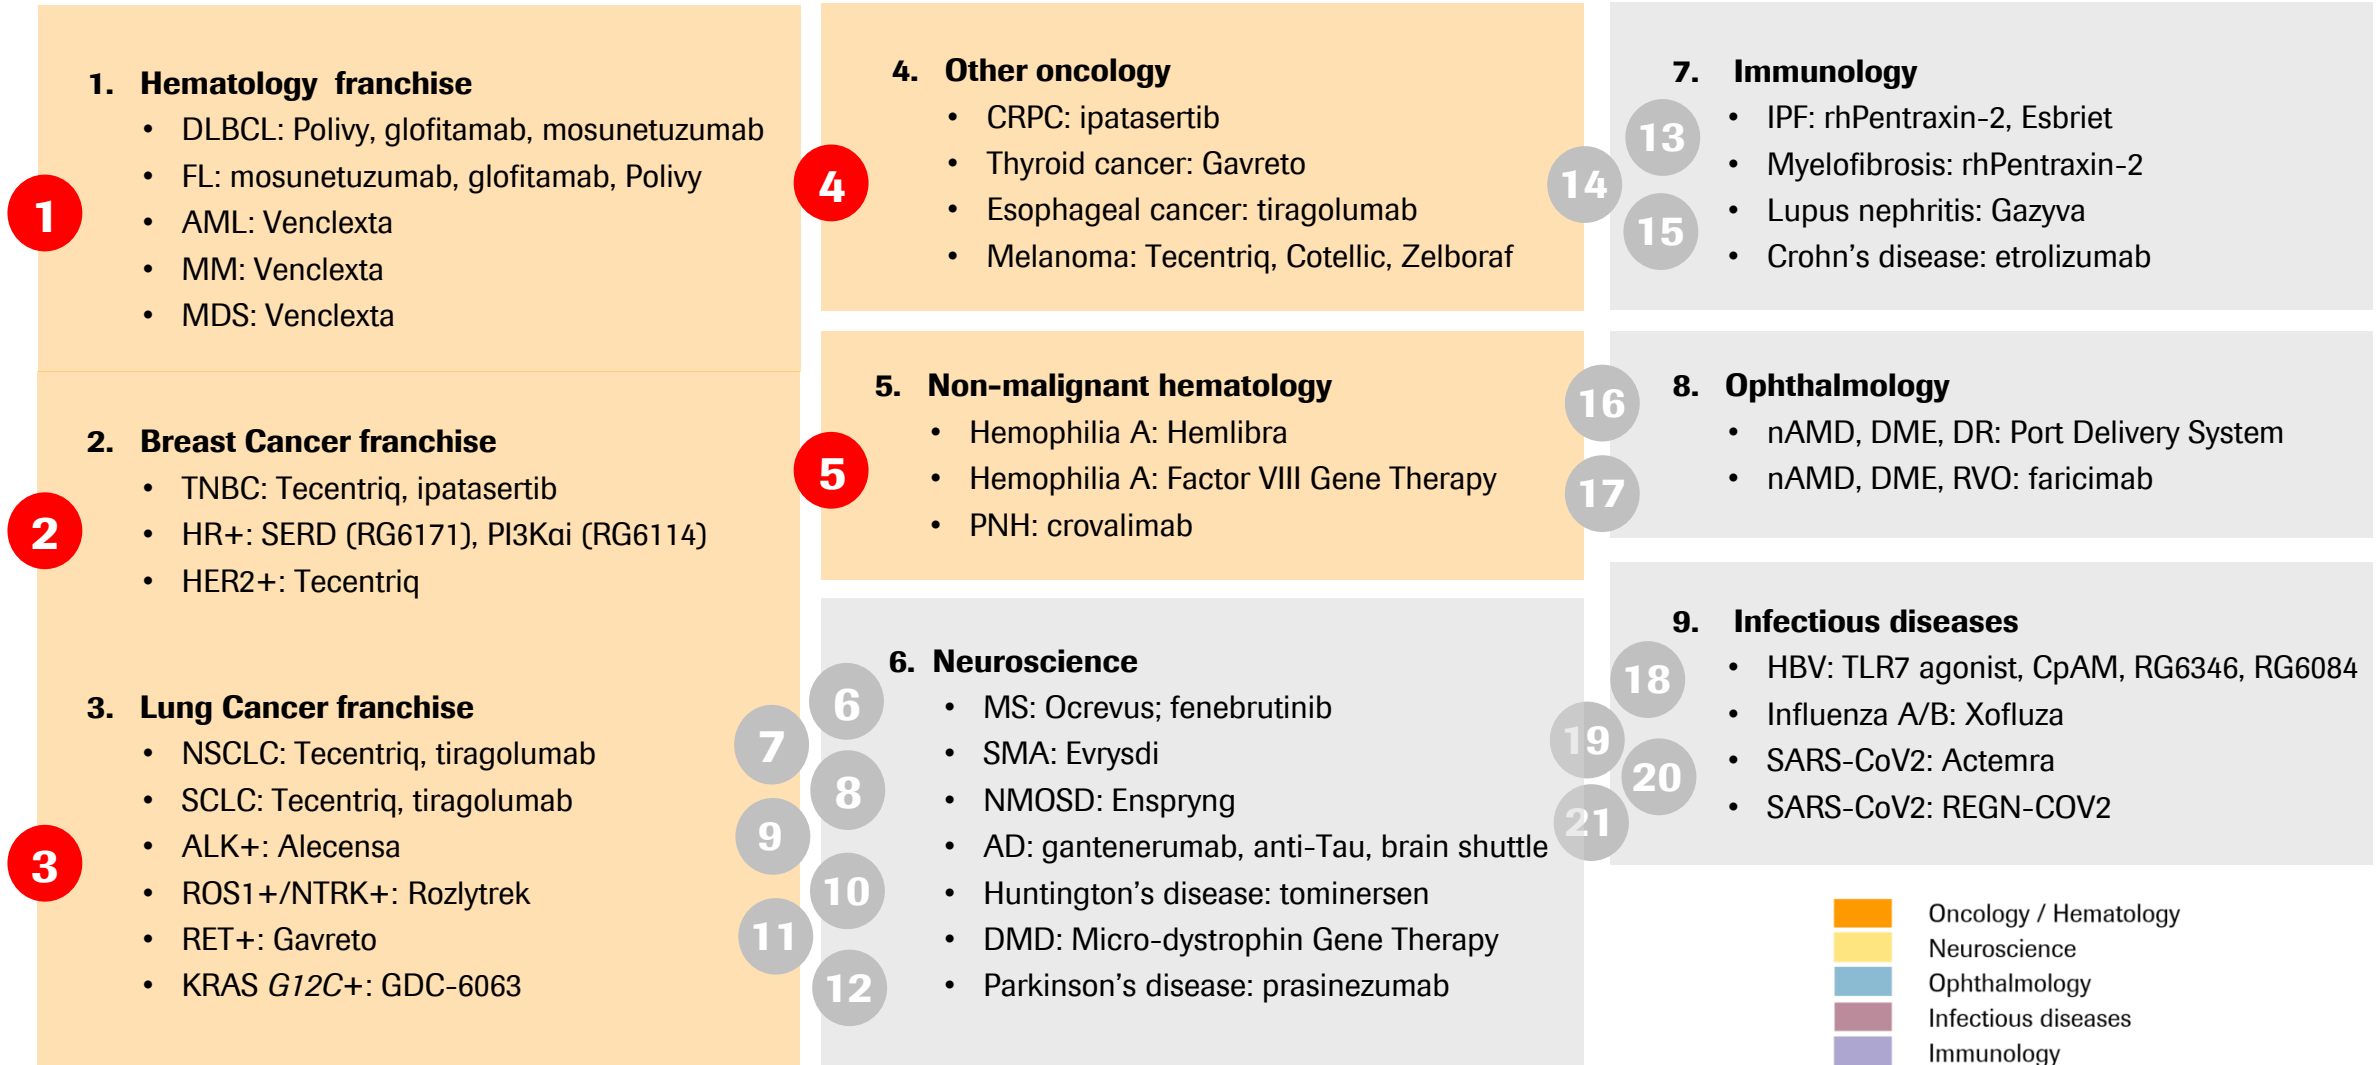 1. Hematology franchise
• DLBCL: Polivy, glofitamab, mosunetuzumab
• FL: mosunetuzumab, glofitamab, Polivy
• AML: Venclexta
• MM: Venclexta
• MDS: Venclexta
1
2. Breast Cancer franchise
• TNBC: Tecentriq, ipatasertib
• HR+: SERD (RG6171), PI3Kαi (RG6114)
• HER2+: Tecentriq
2
3. Lung Cancer franchise
• NSCLC: Tecentriq, tiragolumab
• SCLC: Tecentriq, tiragolumab
• ALK+: Alecensa
• ROS1+/NTRK+: Rozlytrek
• RET+: Gavreto
• KRAS G12C+: GDC-6063
3
4. Other oncology
• CRPC: ipatasertib
• Thyroid cancer: Gavreto
• Esophageal cancer: tiragolumab
• Melanoma: Tecentriq, Cotellic, Zelboraf
4
5. Non-malignant hematology
• Hemophilia A: Hemlibra
• Hemophilia A: Factor VIII Gene Therapy
• PNH: crovalimab
5
6. Neuroscience
• MS: Ocrevus; fenebrutinib
• SMA: Evrysdi
• NMOSD: Enspryng
• AD: gantenerumab, anti-Tau, brain shuttle
• Huntington's disease: tominersen
• DMD: Micro-dystrophin Gene Therapy
• Parkinson's disease: prasinezumab
6
7
8
9
10
11
12
7. Immunology
• IPF: rhPentraxin-2, Esbriet
• Myelofibrosis: rhPentraxin-2
• Lupus nephritis: Gazyva
• Crohn's disease: etrolizumab
13
14
15
8. Ophthalmology
• nAMD, DME, DR: Port Delivery System
• nAMD, DME, RVO: faricimab
16
17
9. Infectious diseases
• HBV: TLR7 agonist, CpAM, RG6346, RG6084
• Influenza A/B: Xofluza
• SARS-CoV2: Actemra
• SARS-CoV2: REGN-COV2
18
19
20
21
Oncology / Hematology
Neuroscience
Ophthalmology
Infectious diseases
Immunology